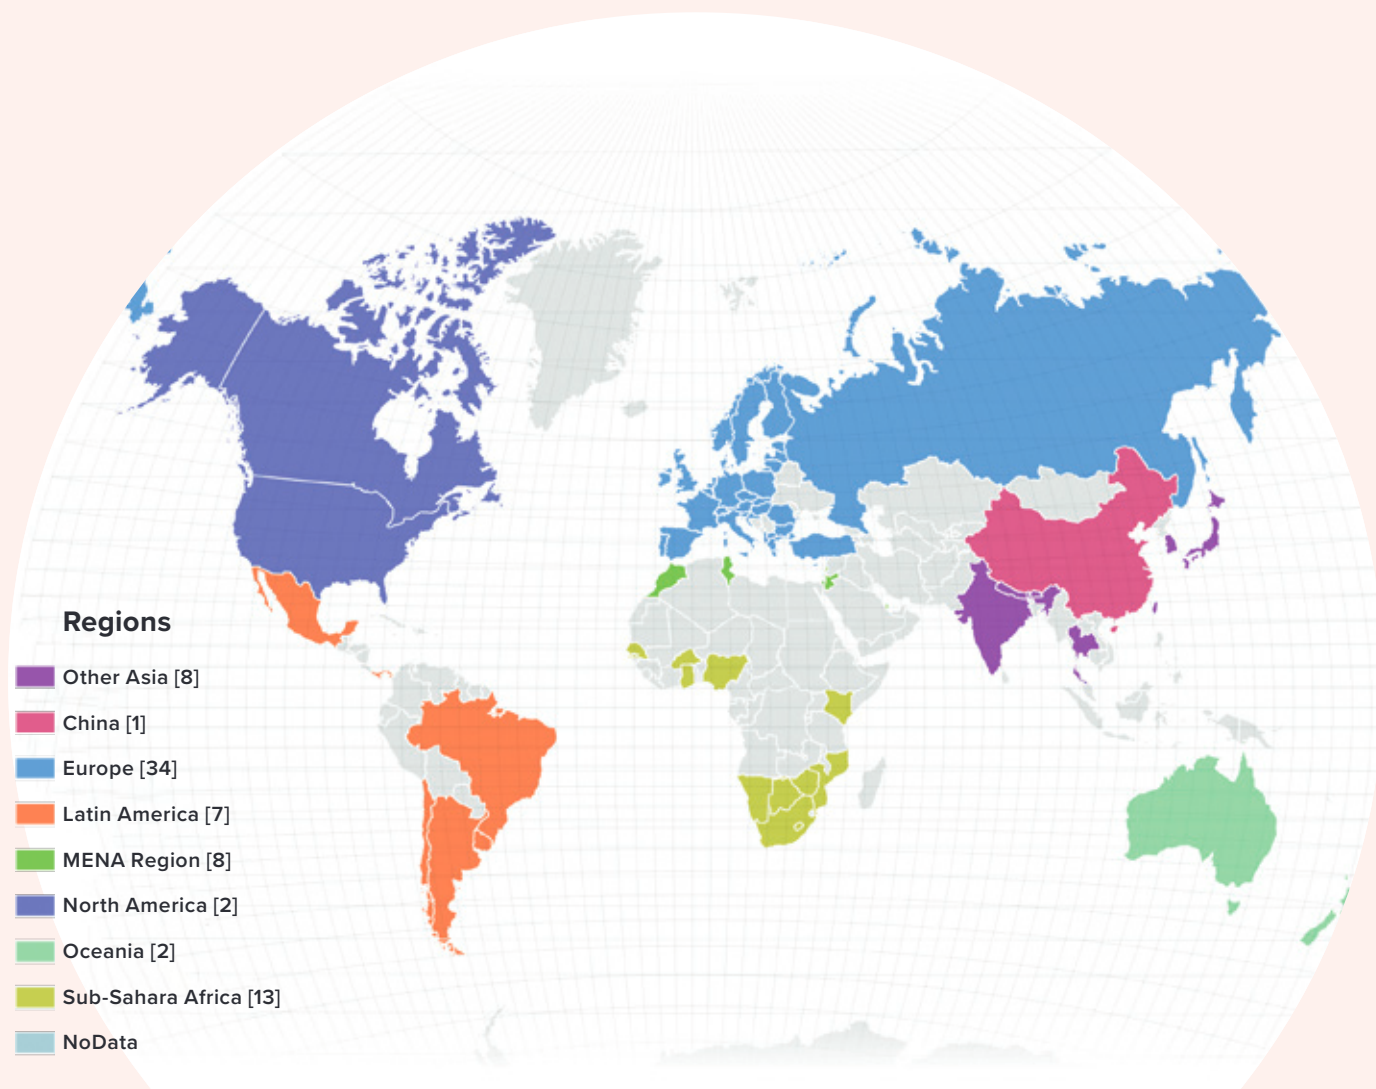 Regions
Other Asia [8]
China [1]
Europe [34]
Latin America [7]
MENA Region [8]
North America [2]
Oceania [2]
Sub-Sahara Africa [13]
NoData